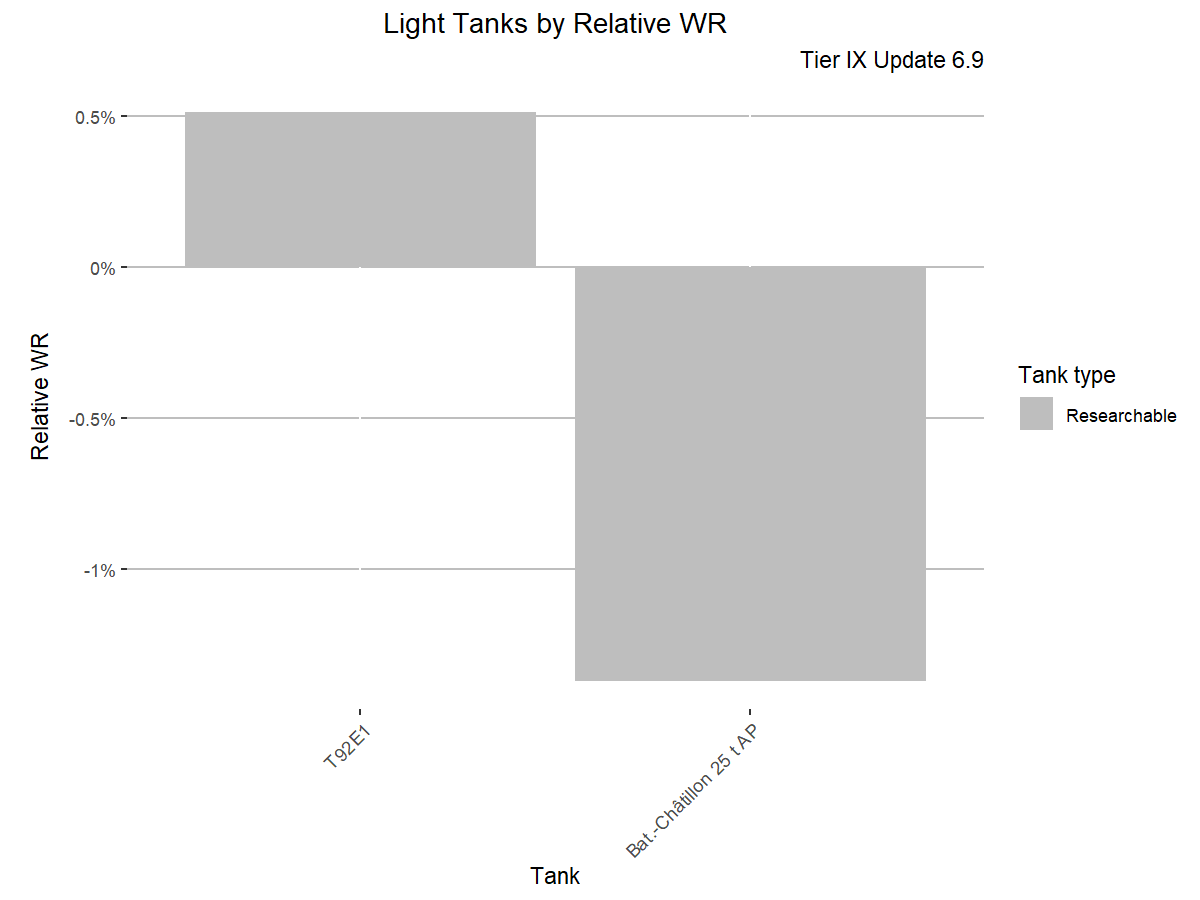 Light Tanks by Relative WR
Tier IX Update 6.9
Relative WR
0.5%
0%
-0.5%
-1%
T92E1
Bat.-Châtillon 25 t AP
Tank
Tank type
Researchable